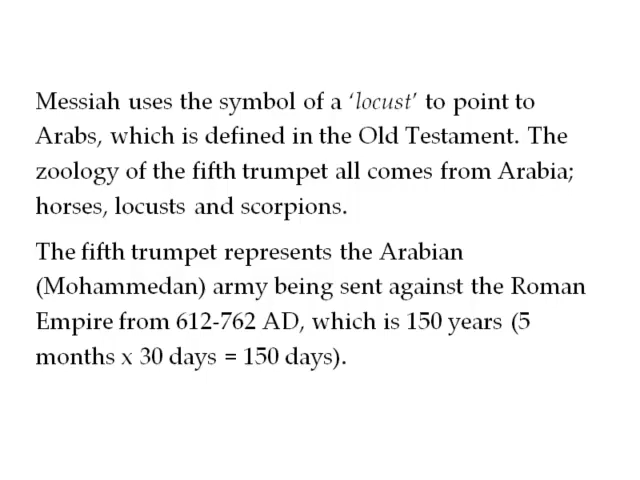 Messiah uses the symbol of a ‘locust’ to point to
Arabs, which is defined in the Old Testament. The
zoology of the fifth trumpet all comes from Arabia;
horses, locusts and scorpions.
The fifth trumpet represents the Arabian
(Mohammedan) army being sent against the Roman
Empire from 612-762 AD, which is 150 years (5
months x 30 days = 150 days).